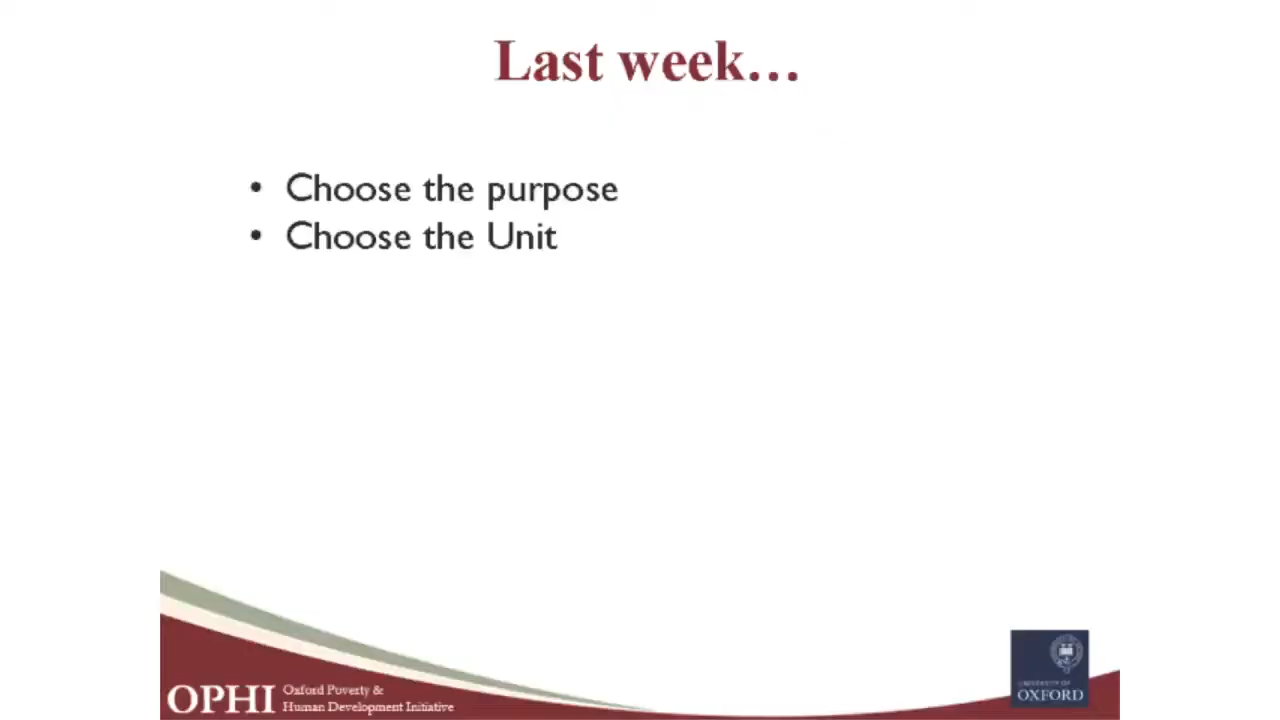 Last week…
• Choose the purpose
• Choose the Unit
OPHI
Oxford Poverty &
Human Development Initiative
UNIVERSITY OF
OXFORD